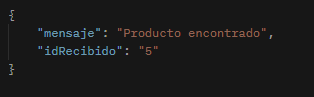 {
"mensaje": "Producto encontrado",
"idRecibido": "5"
}